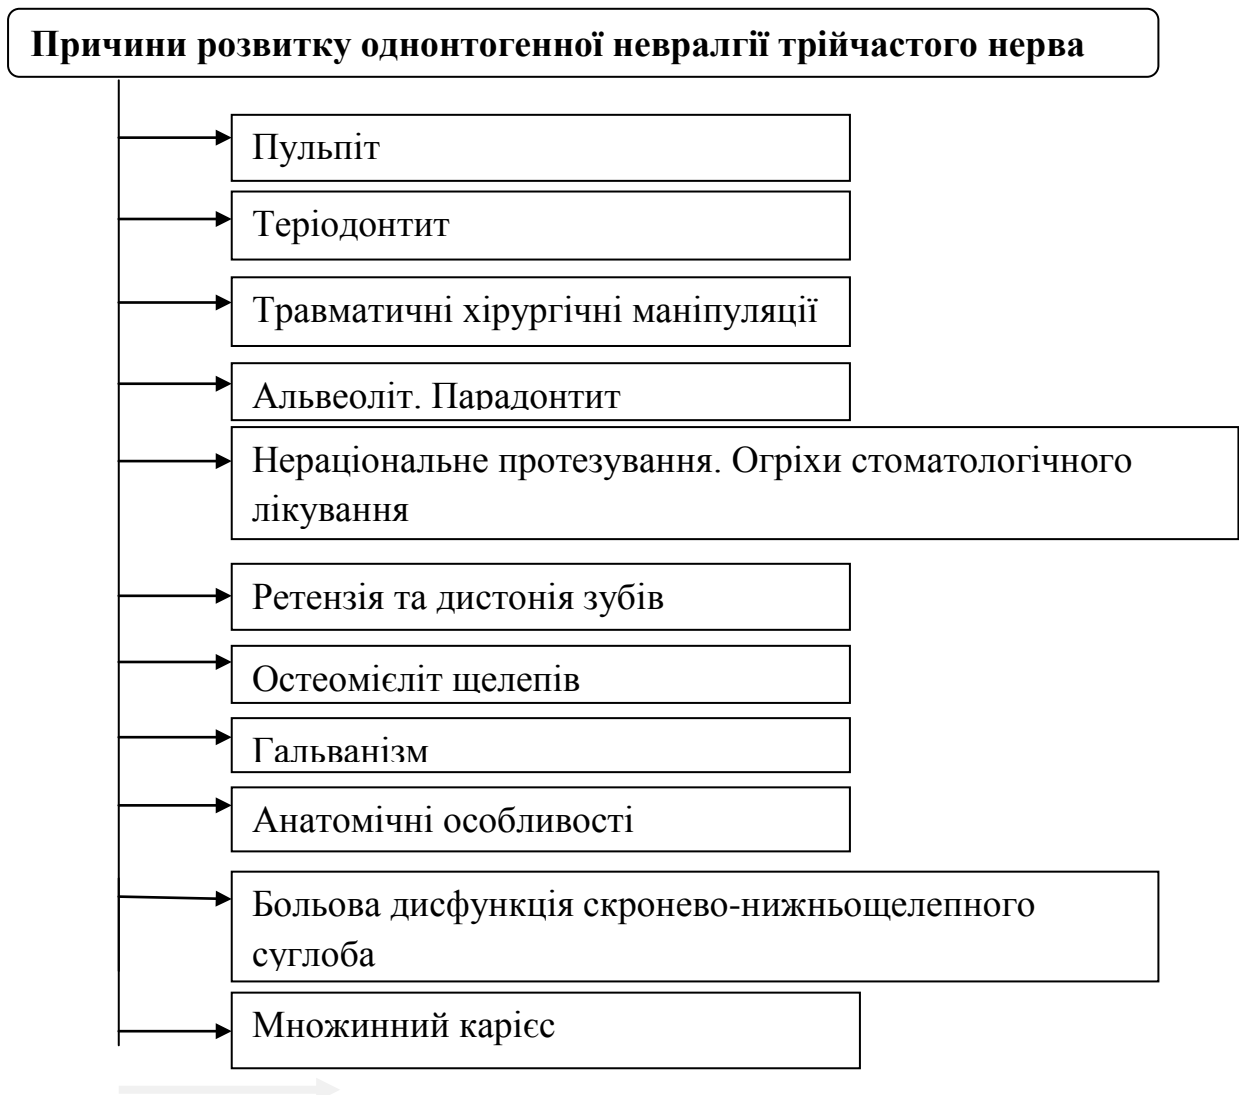 Причини розвитку однонтогенної невралгії трійчастого нерва
Пульпіт
Теріодонтит
Травматичні хірургічні маніпуляції
Альвеоліт. Парадонтит
Нераціональне протезування. Огріхи стоматологічного
лікування
Ретензія та дистонія зубів
Остеомієліт щелепів
Гальванізм
Анатомічні особливості
Больова дисфункція скронево-нижньощелепного
суглоба
Множинний карієс